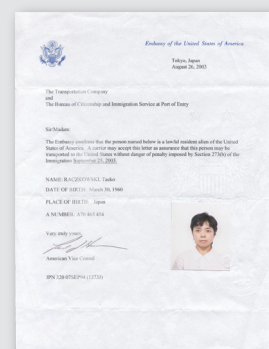 Embassy of the United States of America
Tokyo, Japan
August 26, 2003
The Transportation Company
and
The Bureau of Citizenship and Immigration Service at Port of Entry
Sir/Madam:
The Embassy confirms that the person named below is a lawful resident alien of the United
States of America. A carrier may accept this letter as assurance that this person may be
transported to the United States without danger of penalty imposed by Section 273(b) of the
Immigration September 25, 2003.
NAME: RACZKOWSKI, Taeko
DATE OF BIRTH: March 30, 1960
PLACE OF BIRTH: Japan
A NUMBER:
Very truly yours,
American Vice Consul